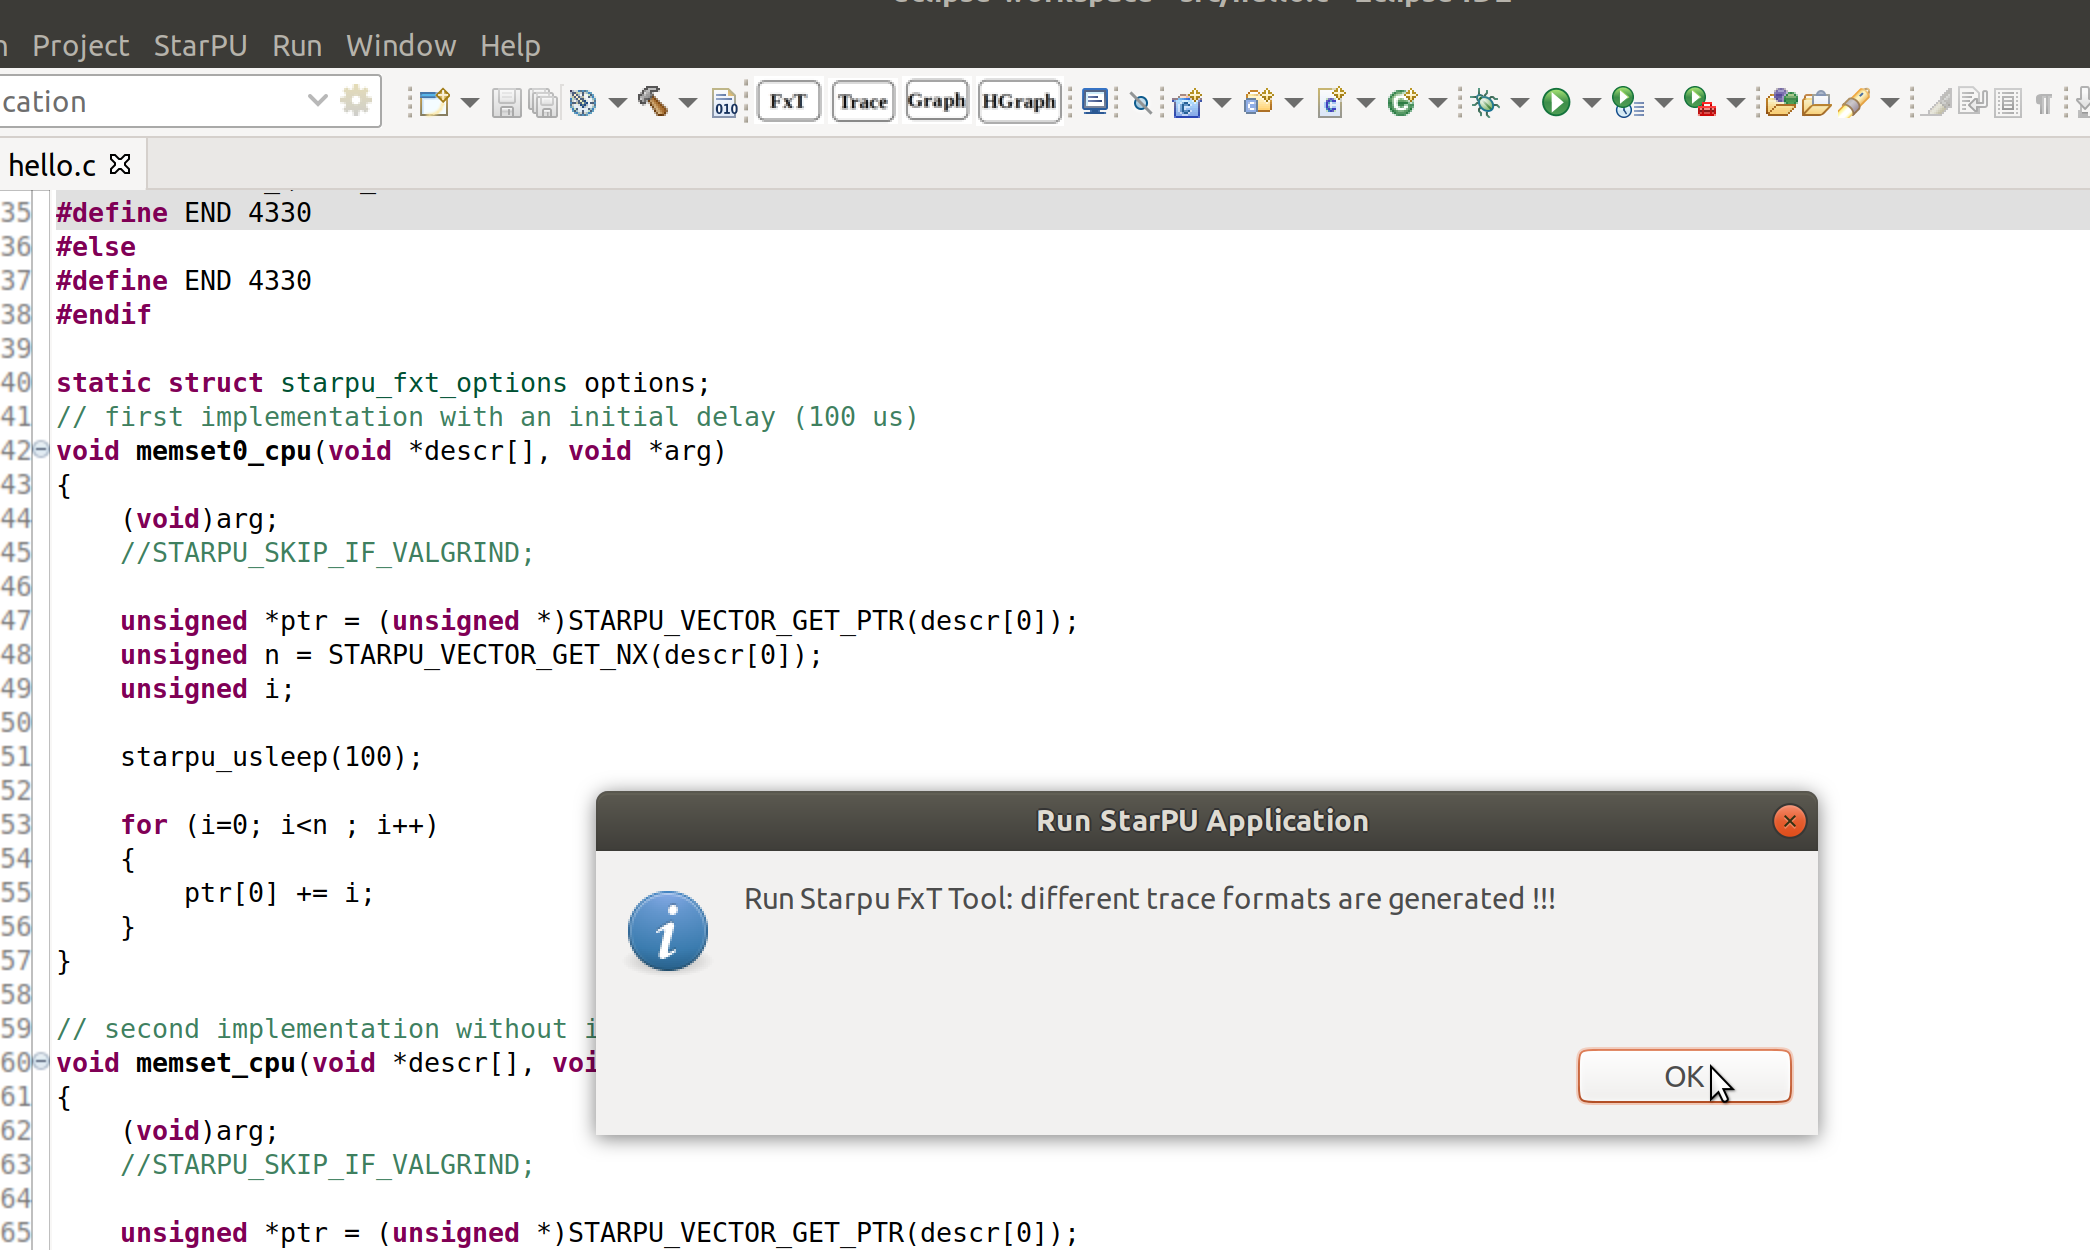 Project StarPU Run Window Help
cation
010 FxT Trace Graph HGraph
hello.c
35 #define END 4330
36 #else
37 #define END 4330
38 #endif
39
40 static struct starpu_fxt_options options;
41 // first implementation with an initial delay (100 us)
42 void memset0_cpu(void *descr[], void *arg)
43 {
44     (void)arg;
45     //STARPU_SKIP_IF_VALGRIND;
46
47     unsigned *ptr = (unsigned *)STARPU_VECTOR_GET_PTR(descr[0]);
48     unsigned n = STARPU_VECTOR_GET_NX(descr[0]);
49     unsigned i;
50
51     starpu_usleep(100);
52
53     for (i=0; i<n ; i++)
54     {
55         ptr[0] += i;
56     }
57 }
58
59 // second implementation without i
60 void memset_cpu(void *descr[], voi
61 {
62     (void)arg;
63     //STARPU_SKIP_IF_VALGRIND;
64
65     unsigned *ptr = (unsigned *)STARPU_VECTOR_GET_PTR(descr[0]);
Run StarPU Application
Run Starpu FxT Tool: different trace formats are generated !!!
OK